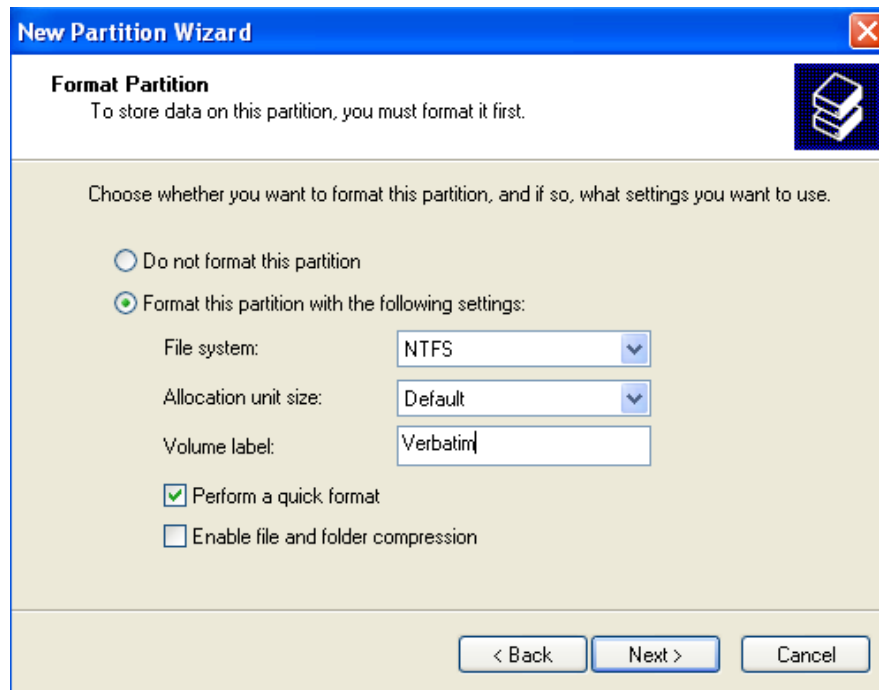 New Partition Wizard
Format Partition
To store data on this partition, you must format it first.
Choose whether you want to format this partition, and if so, what settings you want to use.
Do not format this partition
Format this partition with the following settings:
File system: NTFS
Allocation unit size: Default
Volume label: Verbatim
Perform a quick format
Enable file and folder compression
< Back Next > Cancel